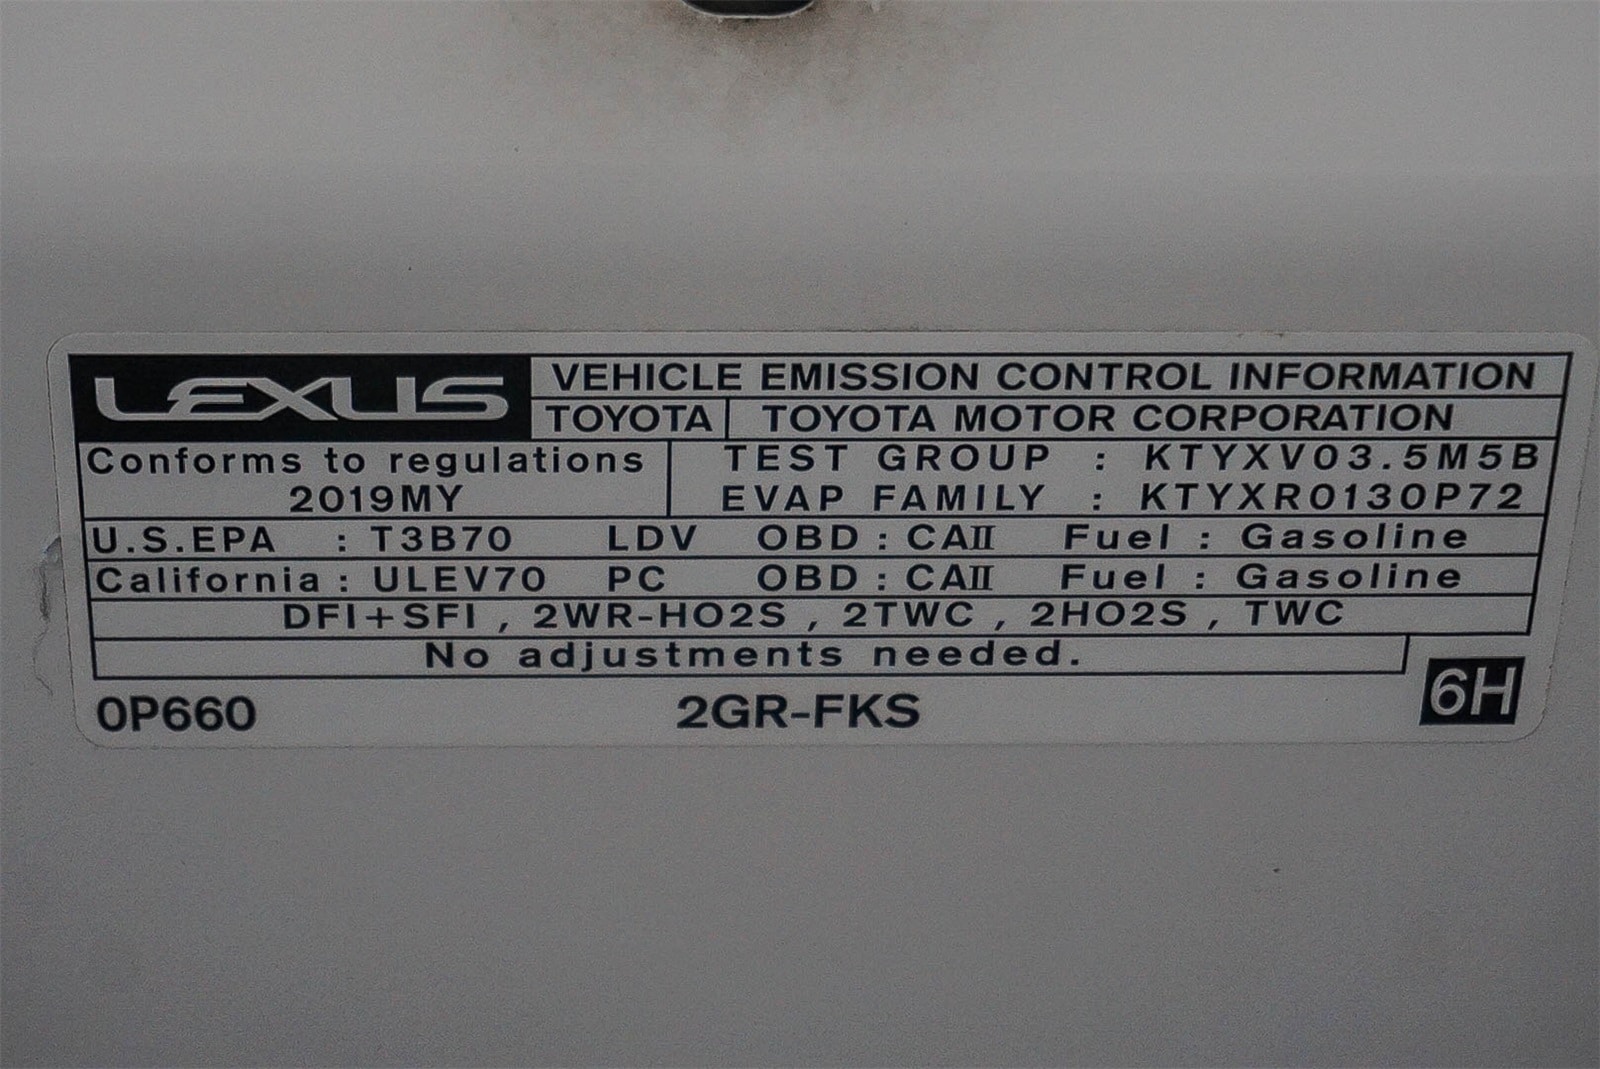 LEXUS VEHICLE EMISSION CONTROL INFORMATION
TOYOTA TOYOTA MOTOR CORPORATION
Conforms to regulations TEST GROUP : KTYXV03.5M5B
2019MY EVAP FAMILY : KTYXR0130P72
U.S.EPA : T3B70 LDV OBD : CAII Fuel : Gasoline
California : ULEV70 PC OBD : CAII Fuel : Gasoline
DFI+SFI , 2WR-HO2S , 2TWC , 2HO2S , TWC
No adjustments needed.
0P660 2GR-FKS 6H